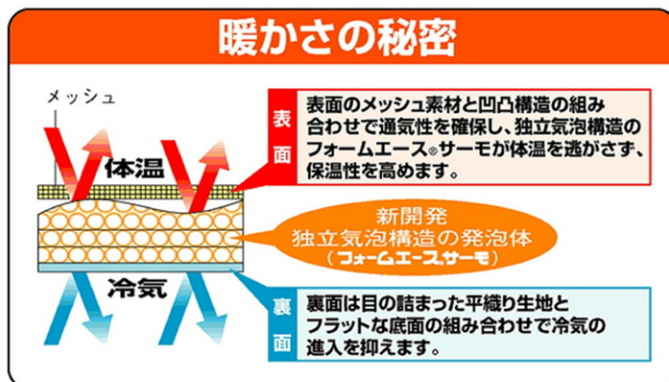 暖かさの秘密
メッシュ
体温
冷気
表面
表面のメッシュ素材と凹凸構造の組み
合わせで通気性を確保し、独立気泡構造の
フォームエース®サーモが体温を逃がさず、
保温性を高めます。
新開発
独立気泡構造の発泡体
(フォームエース®サーモ)
裏面
裏面は目の詰まった平織り生地と
フラットな底面の組み合わせで冷気の
進入を抑えます。